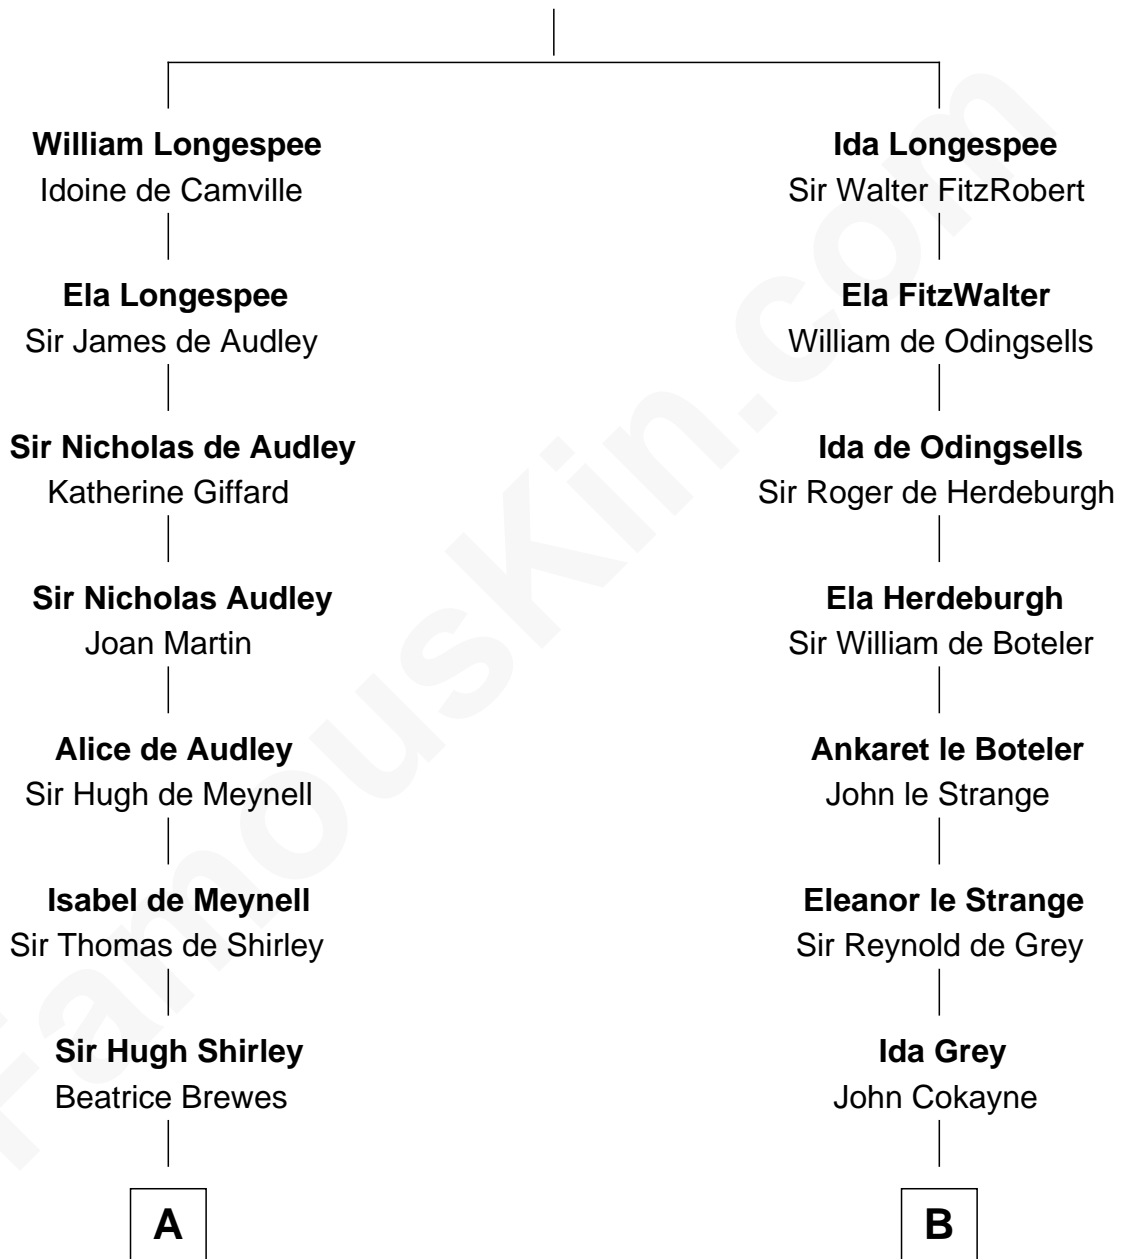 William Longespee
Idoine de Camville
Ela Longespee
Sir James de Audley
Sir Nicholas de Audley
Katherine Giffard
Sir Nicholas Audley
Joan Martin
Alice de Audley
Sir Hugh de Meynell
Isabel de Meynell
Sir Thomas de Shirley
Sir Hugh Shirley
Beatrice Brewes
A
Ida Longespee
Sir Walter FitzRobert
Ela FitzWalter
William de Odingsells
Ida de Odingsells
Sir Roger de Herdeburgh
Ela Herdeburgh
Sir William de Boteler
Ankaret le Boteler
John le Strange
Eleanor le Strange
Sir Reynold de Grey
Ida Grey
John Cokayne
B
FamousKin.com